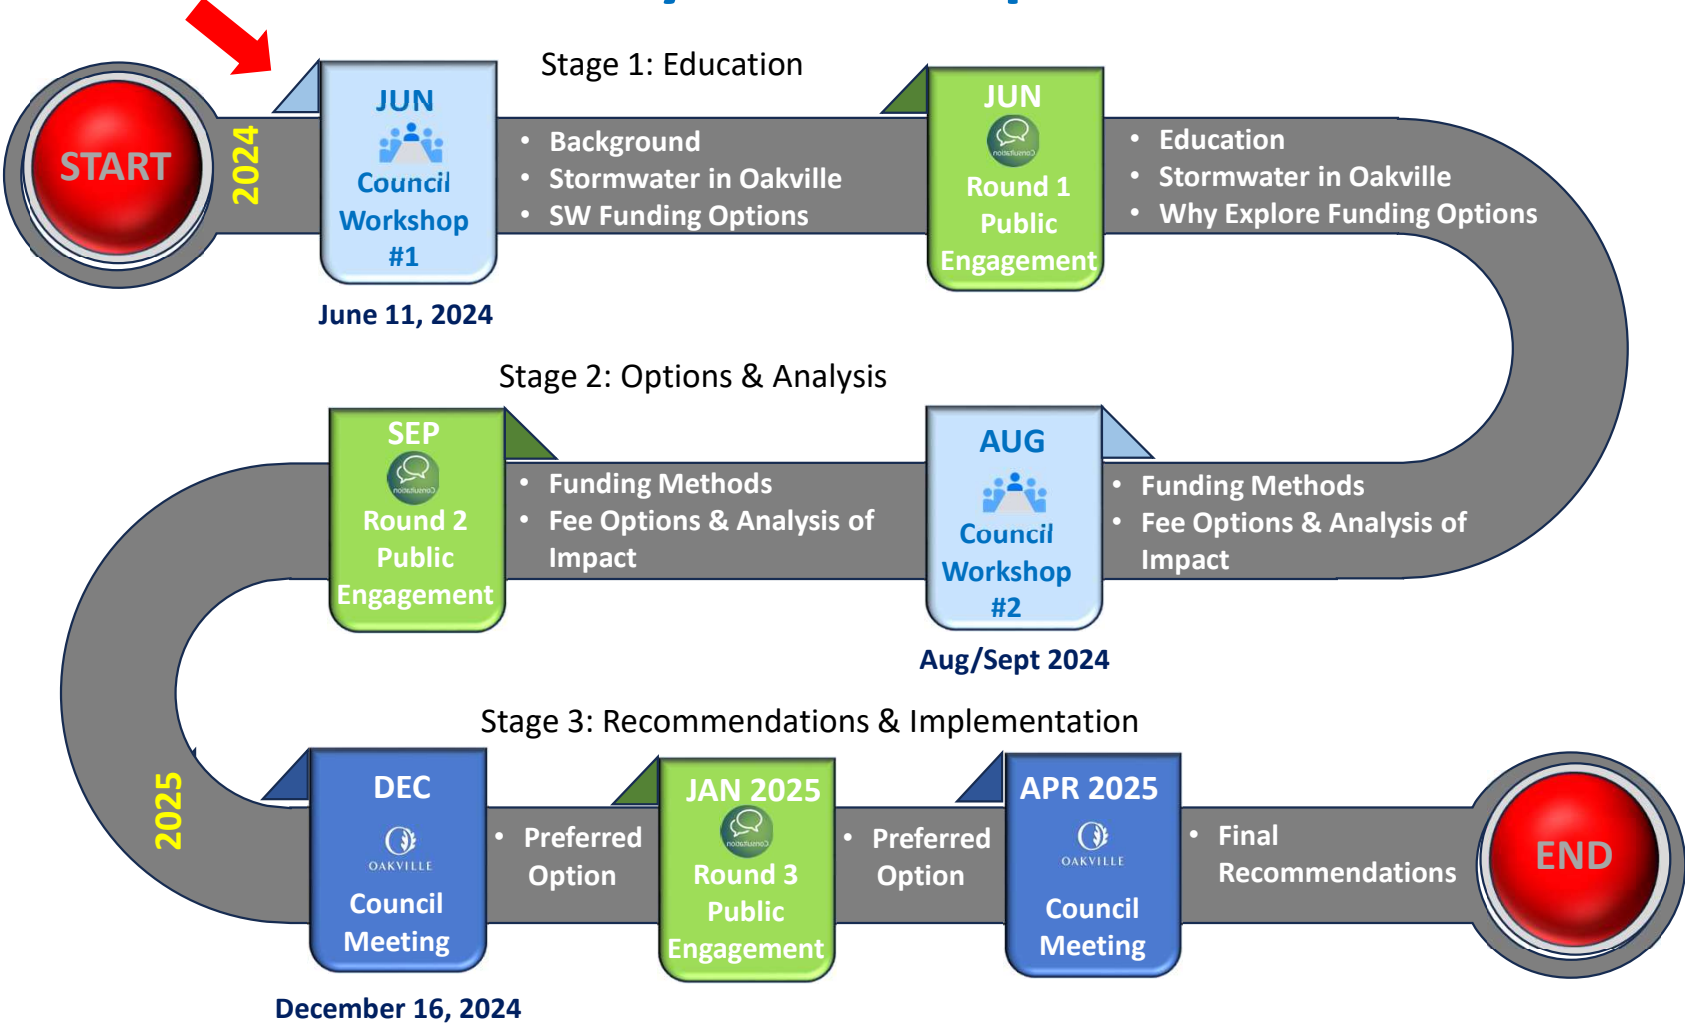 Stage 1: Education
START
2024
JUN
Council
Workshop
#1
June 11, 2024
• Background
• Stormwater in Oakville
• SW Funding Options
JUN
Consultation
Round 1
Public
Engagement
• Education
• Stormwater in Oakville
• Why Explore Funding Options
Stage 2: Options & Analysis
AUG
Council
Workshop
#2
Aug/Sept 2024
• Funding Methods
• Fee Options & Analysis of
Impact
SEP
Consultation
Round 2
Public
Engagement
• Funding Methods
• Fee Options & Analysis of
Impact
Stage 3: Recommendations & Implementation
2025
DEC
OAKVILLE
Council
Meeting
December 16, 2024
• Preferred
Option
JAN 2025
Consultation
Round 3
Public
Engagement
• Preferred
Option
APR 2025
OAKVILLE
Council
Meeting
• Final
Recommendations
END